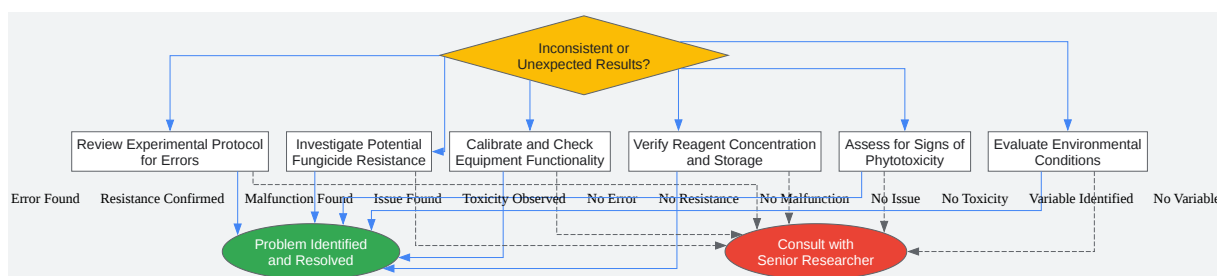 Inconsistent or
Unexpected Results?
Review Experimental Protocol
for Errors
Investigate Potential
Fungicide Resistance
Calibrate and Check
Equipment Functionality
Verify Reagent Concentration
and Storage
Assess for Signs of
Phytotoxicity
Evaluate Environmental
Conditions
Error Found
Resistance Confirmed
Malfunction Found
Issue Found
Toxicity Observed
No Error
No Resistance
No Malfunction
No Issue
No Toxicity
Variable Identified
No Variable
Problem Identified
and Resolved
Consult with
Senior Researcher